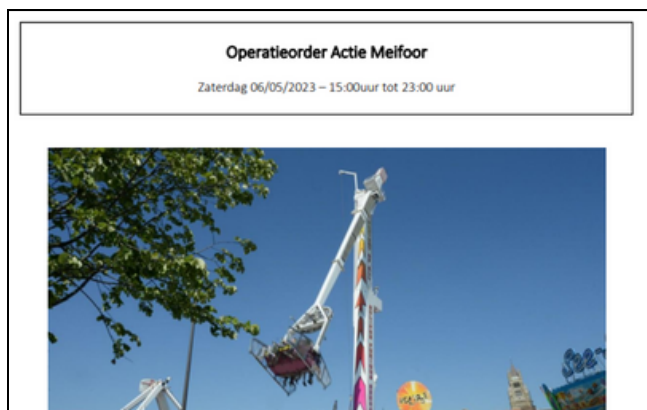 Operatieorder Actie Meifoor
Zaterdag 06/05/2023 – 15:00uur tot 23:00 uur